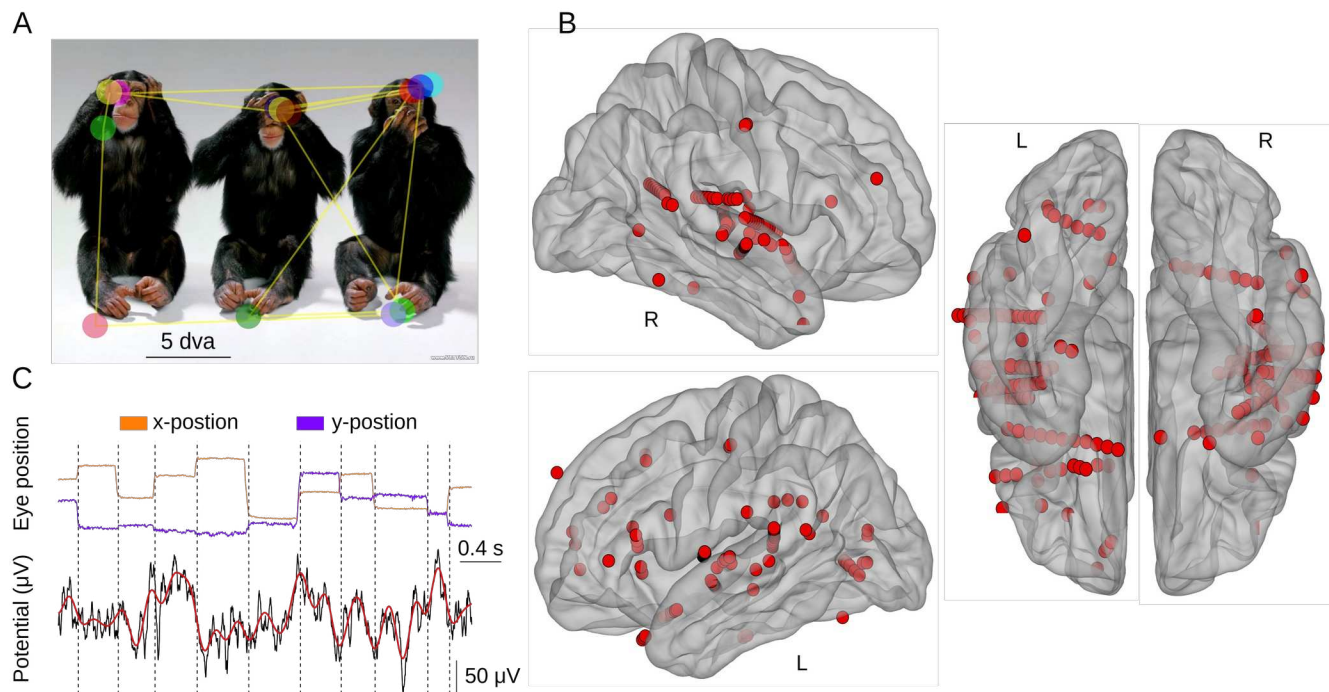 A
5 dva
B
R
L
L
R
C
x-postion
y-postion
Eye position
0.4 s
Potential (µV)
50 µV